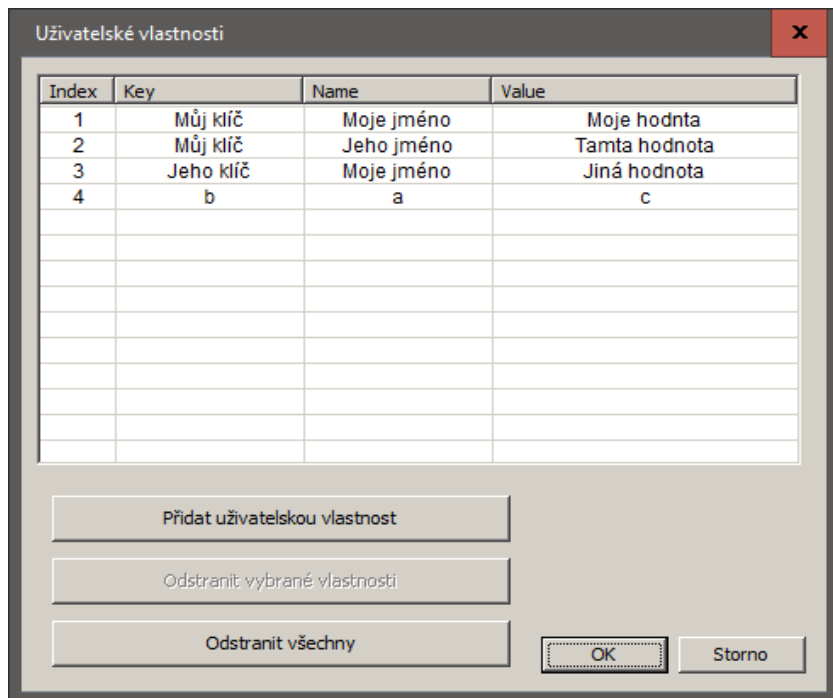 Uživatelské vlastnosti x
Index Key Name Value
1 Můj klíč Moje jméno Moje hodnta
2 Můj klíč Jeho jméno Tamta hodnota
3 Jeho klíč Moje jméno Jiná hodnota
4 b a c
Přidat uživatelskou vlastnost
Odstranit vybrané vlastnosti
Odstranit všechny
OK Storno